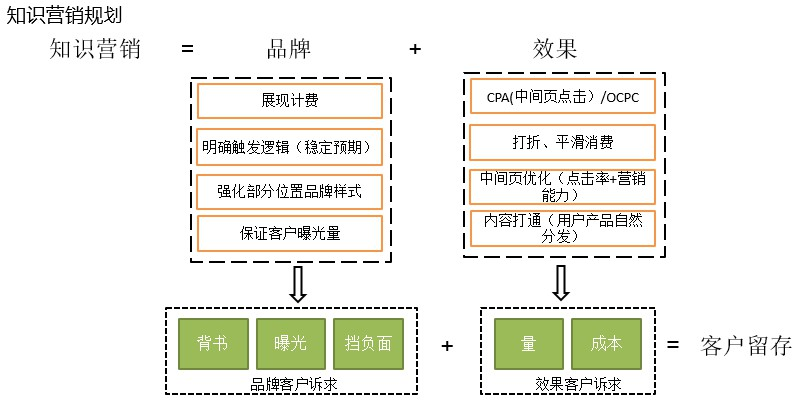 知识营销规划
知识营销 = 品牌 + 效果
展现计费
明确触发逻辑（稳定预期）
强化部分位置品牌样式
保证客户曝光量
CPA(中间页点击）/OCPC
打折、平滑消费
中间页优化（点击率+营销
能力）
内容打通（用户产品自然
分发）
背书 曝光 挡负面
品牌客户诉求
+
量 成本
效果客户诉求
= 客户留存